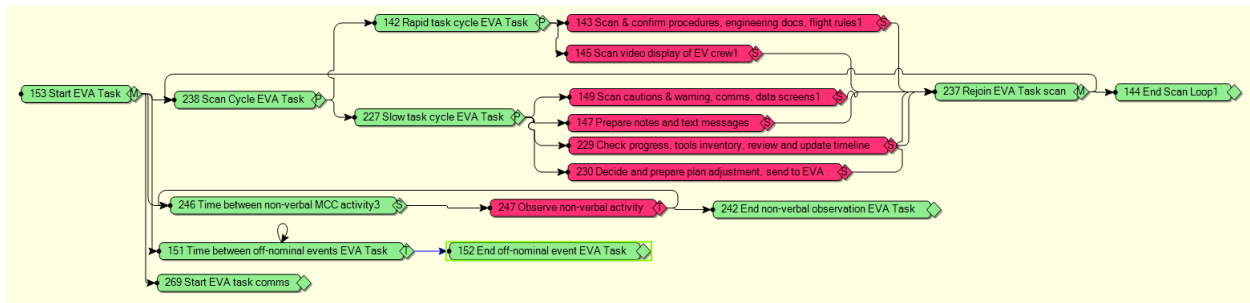 142 Rapid task cycle EVA Task P
143 Scan & confirm procedures, engineering docs, flight rules1 S
145 Scan video display of EV crew1 S
153 Start EVA Task M
238 Scan Cycle EVA Task P
149 Scan cautions & warning, comms, data screens1 S
237 Rejoin EVA Task scan M
144 End Scan Loop1
227 Slow task cycle EVA Task P
147 Prepare notes and text messages S
229 Check progress, tools inventory, review and update timeline S
230 Decide and prepare plan adjustment, send to EVA S
246 Time between non-verbal MCC activity3 S
247 Observe non-verbal activity T
242 End non-verbal observation EVA Task
151 Time between off-nominal events EVA Task T
152 End off-nominal event EVA Task
269 Start EVA task comms